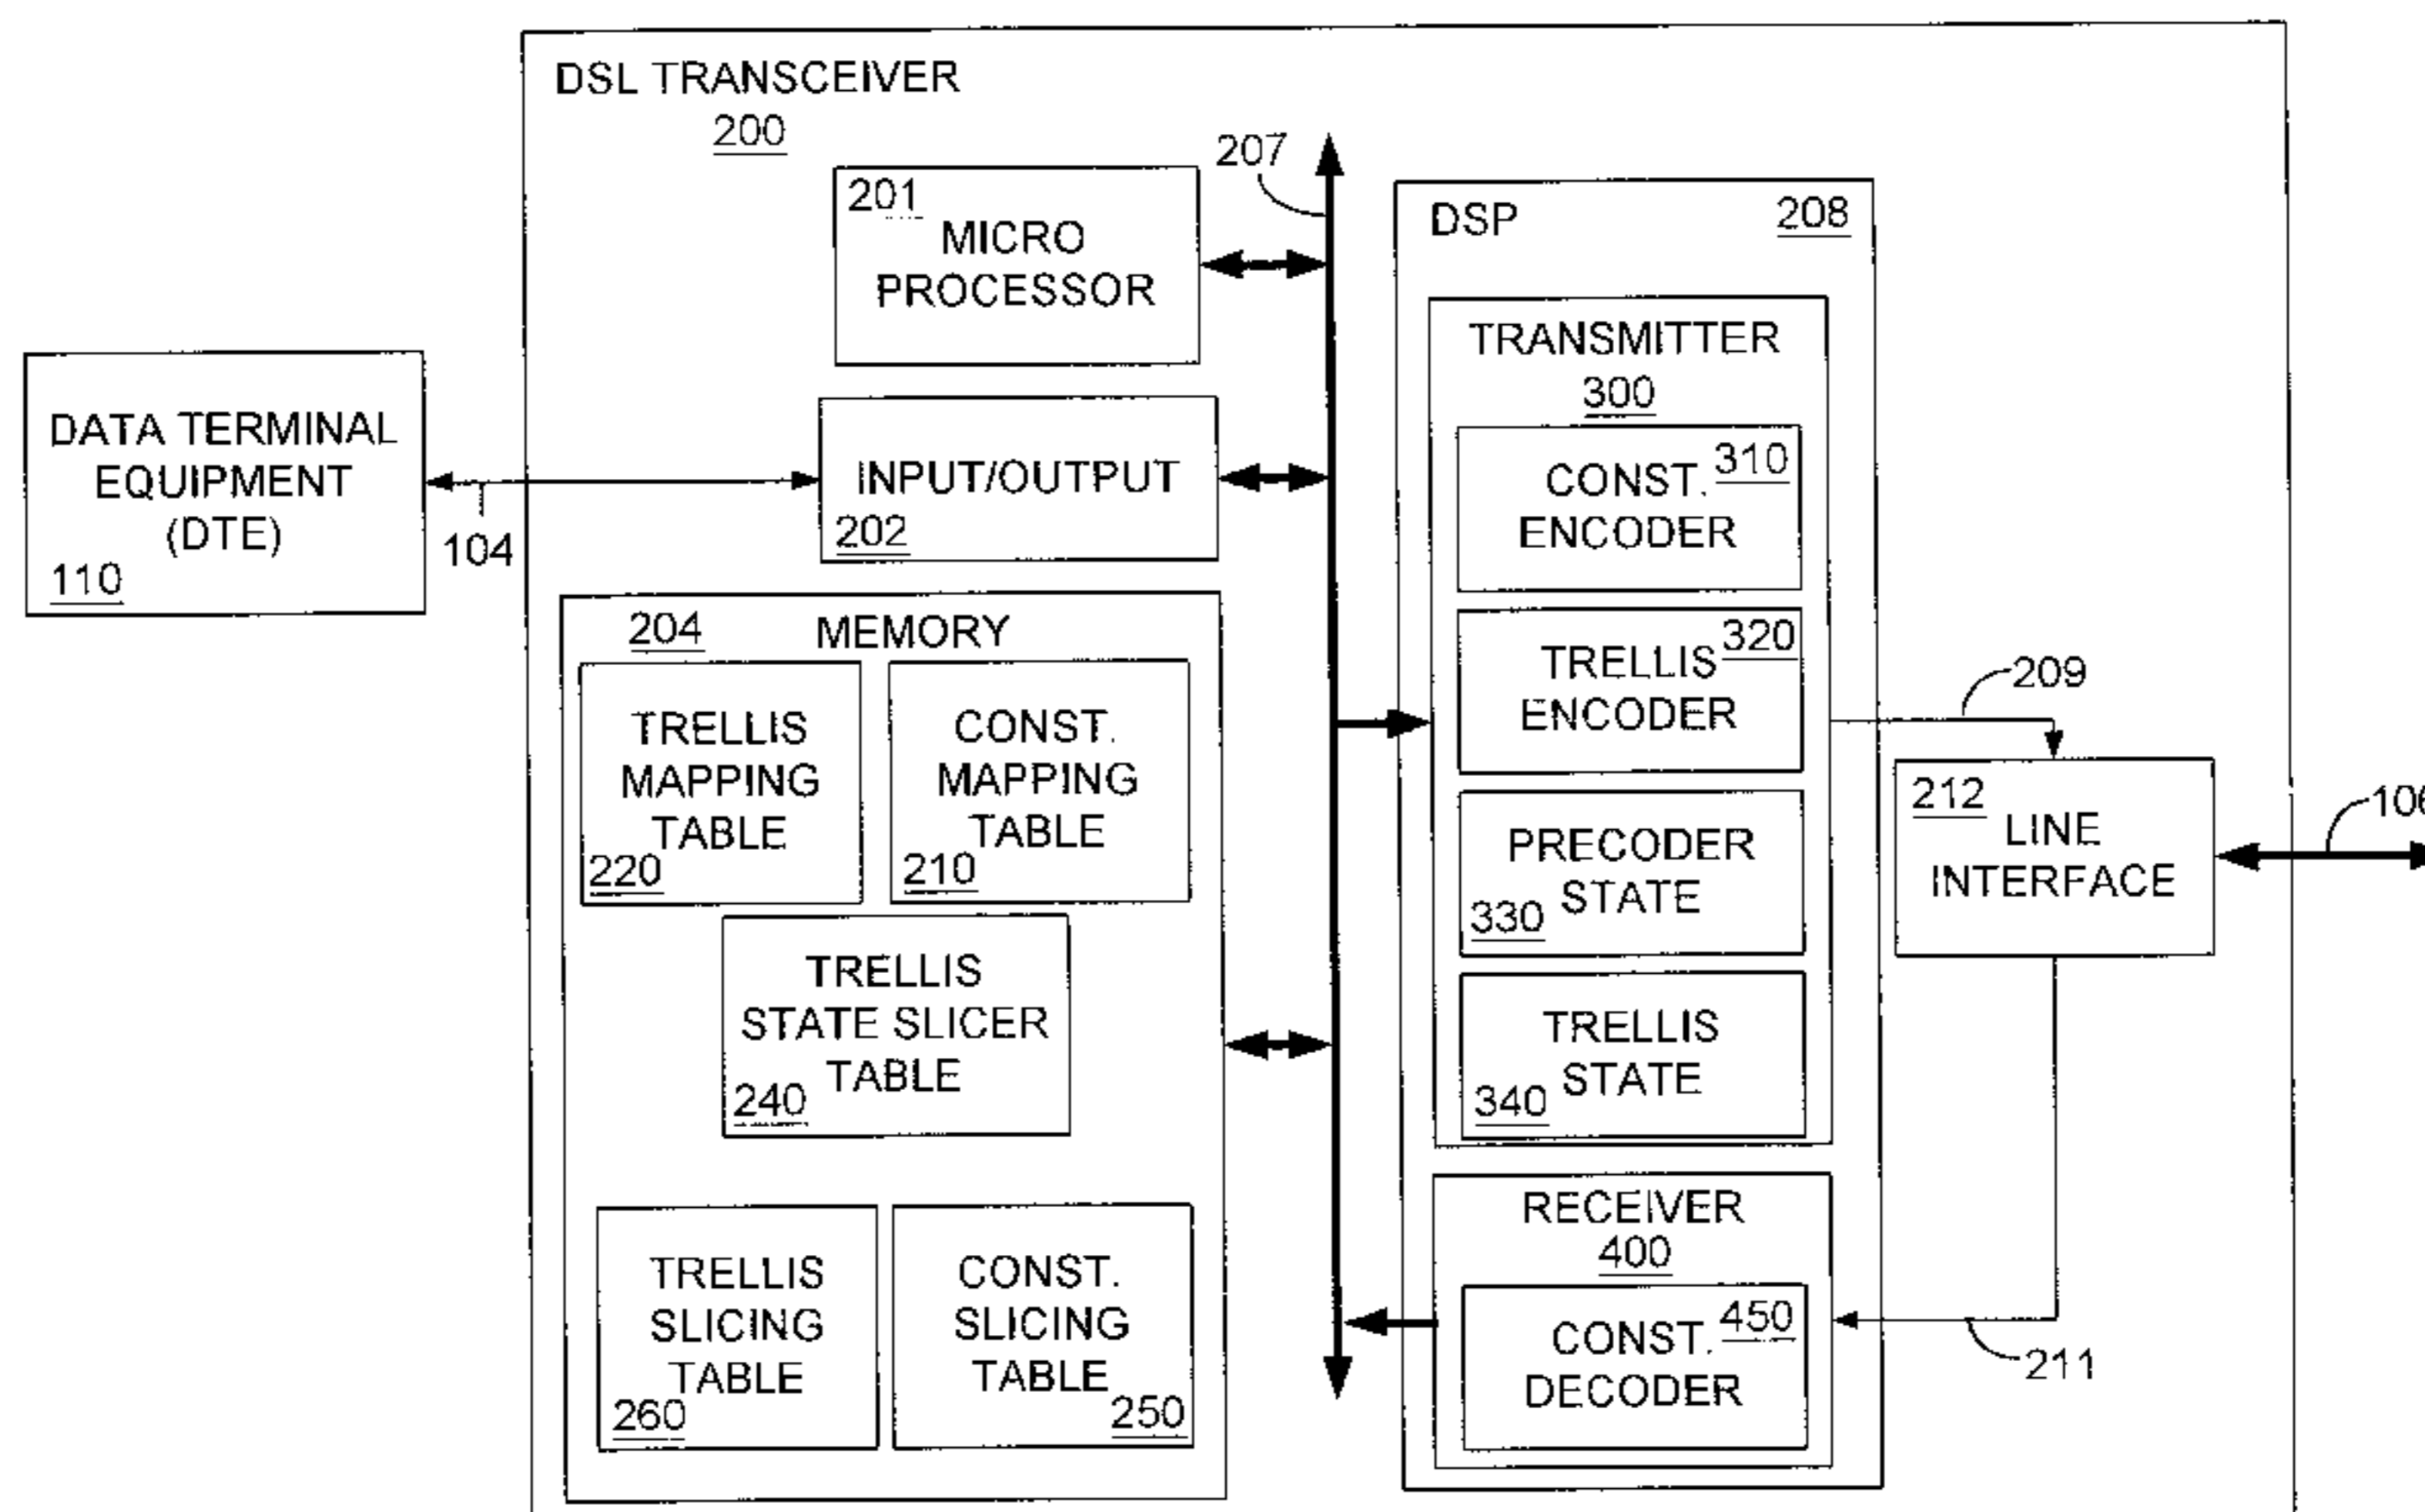 DSL TRANSCEIVER
200
207
201
MICRO
PROCESSOR
DSP
208
TRANSMITTER
300
DATA TERMINAL
EQUIPMENT
(DTE)
110
104
INPUT/OUTPUT
202
CONST.
310
ENCODER
204
MEMORY
TRELLIS
320
ENCODER
209
TRELLIS
MAPPING
TABLE
220
CONST.
MAPPING
TABLE
210
PRECODER
STATE
330
212
LINE
INTERFACE
106
TRELLIS
STATE SLICER
TABLE
240
TRELLIS
STATE
340
RECEIVER
400
TRELLIS
SLICING
TABLE
260
CONST.
SLICING
TABLE
250
CONST.
450
DECODER
211